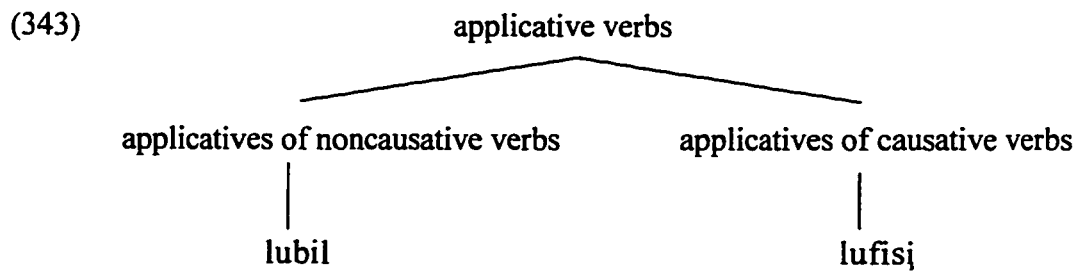 (343) applicative verbs
applicatives of noncausative verbs applicatives of causative verbs
lubil lufisi̜